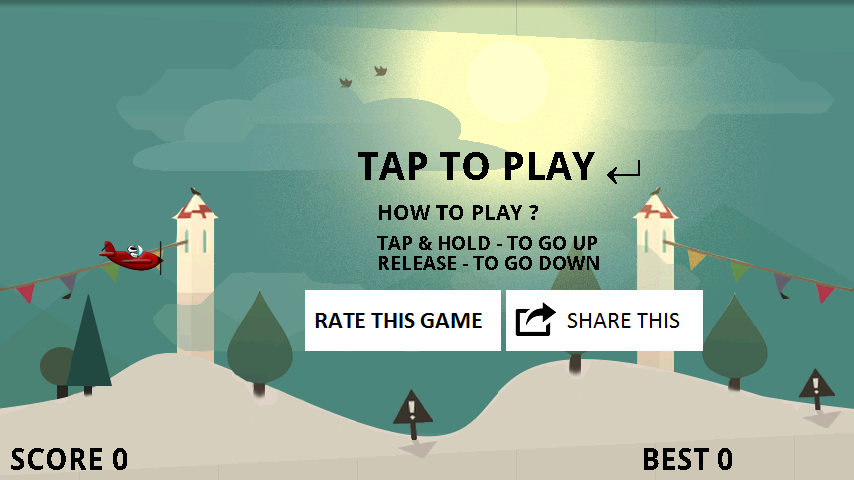 TAP TO PLAY
HOW TO PLAY ?
TAP & HOLD - TO GO UP
RELEASE - TO GO DOWN
RATE THIS GAME
SHARE THIS
!
!
SCORE 0
BEST 0